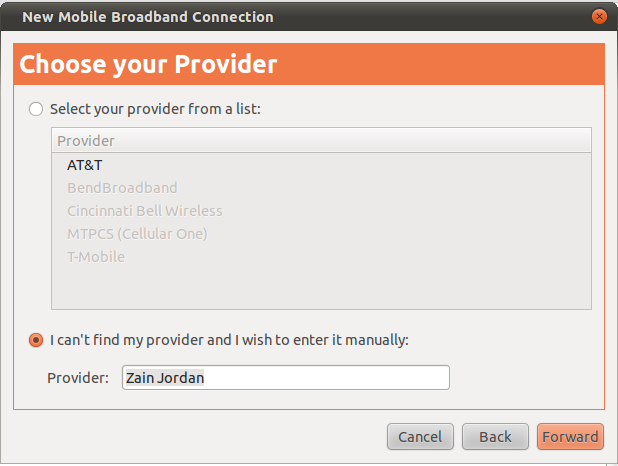 New Mobile Broadband Connection
Choose your Provider
Select your provider from a list:
Provider
AT&T
BendBroadband
Cincinnati Bell Wireless
MTPCS (Cellular One)
T-Mobile
I can't find my provider and I wish to enter it manually:
Provider: Zain Jordan
Cancel Back Forward